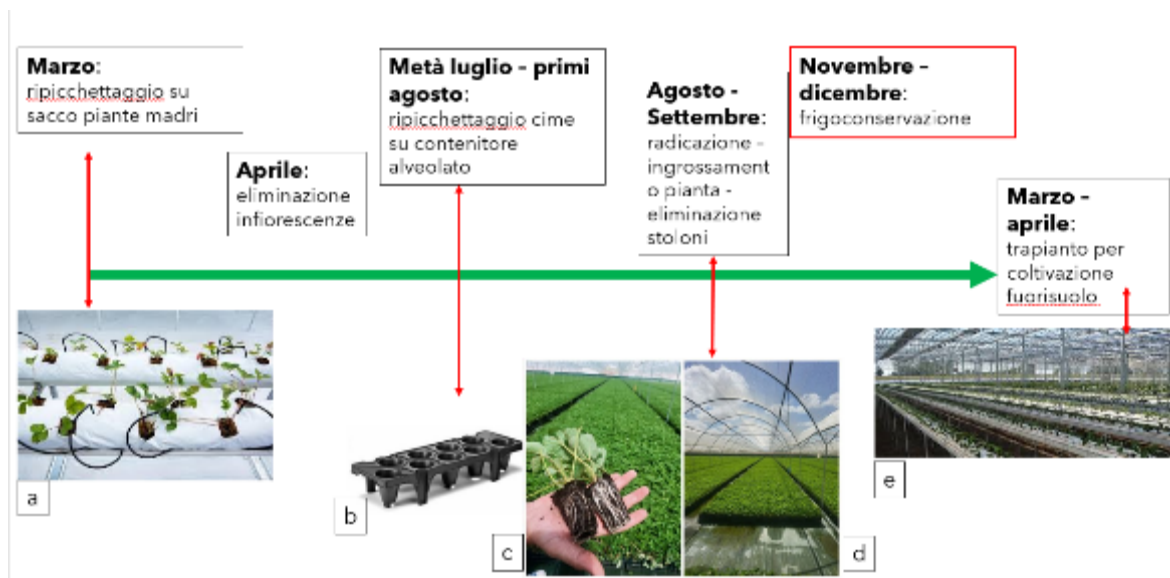 Marzo:
ripicchettaggio su
sacco piante madri
Aprile:
eliminazione
infiorescenze
Metà luglio – primi
agosto:
ripicchettaggio cime
su contenitore
alveolato
Agosto -
Settembre:
radicazione –
ingrossament
o pianta -
eliminazione
stoloni
Novembre –
dicembre:
frigoconservazione
Marzo –
aprile:
trapianto per
coltivazione
fuorisuolo
a
b
c
d
e